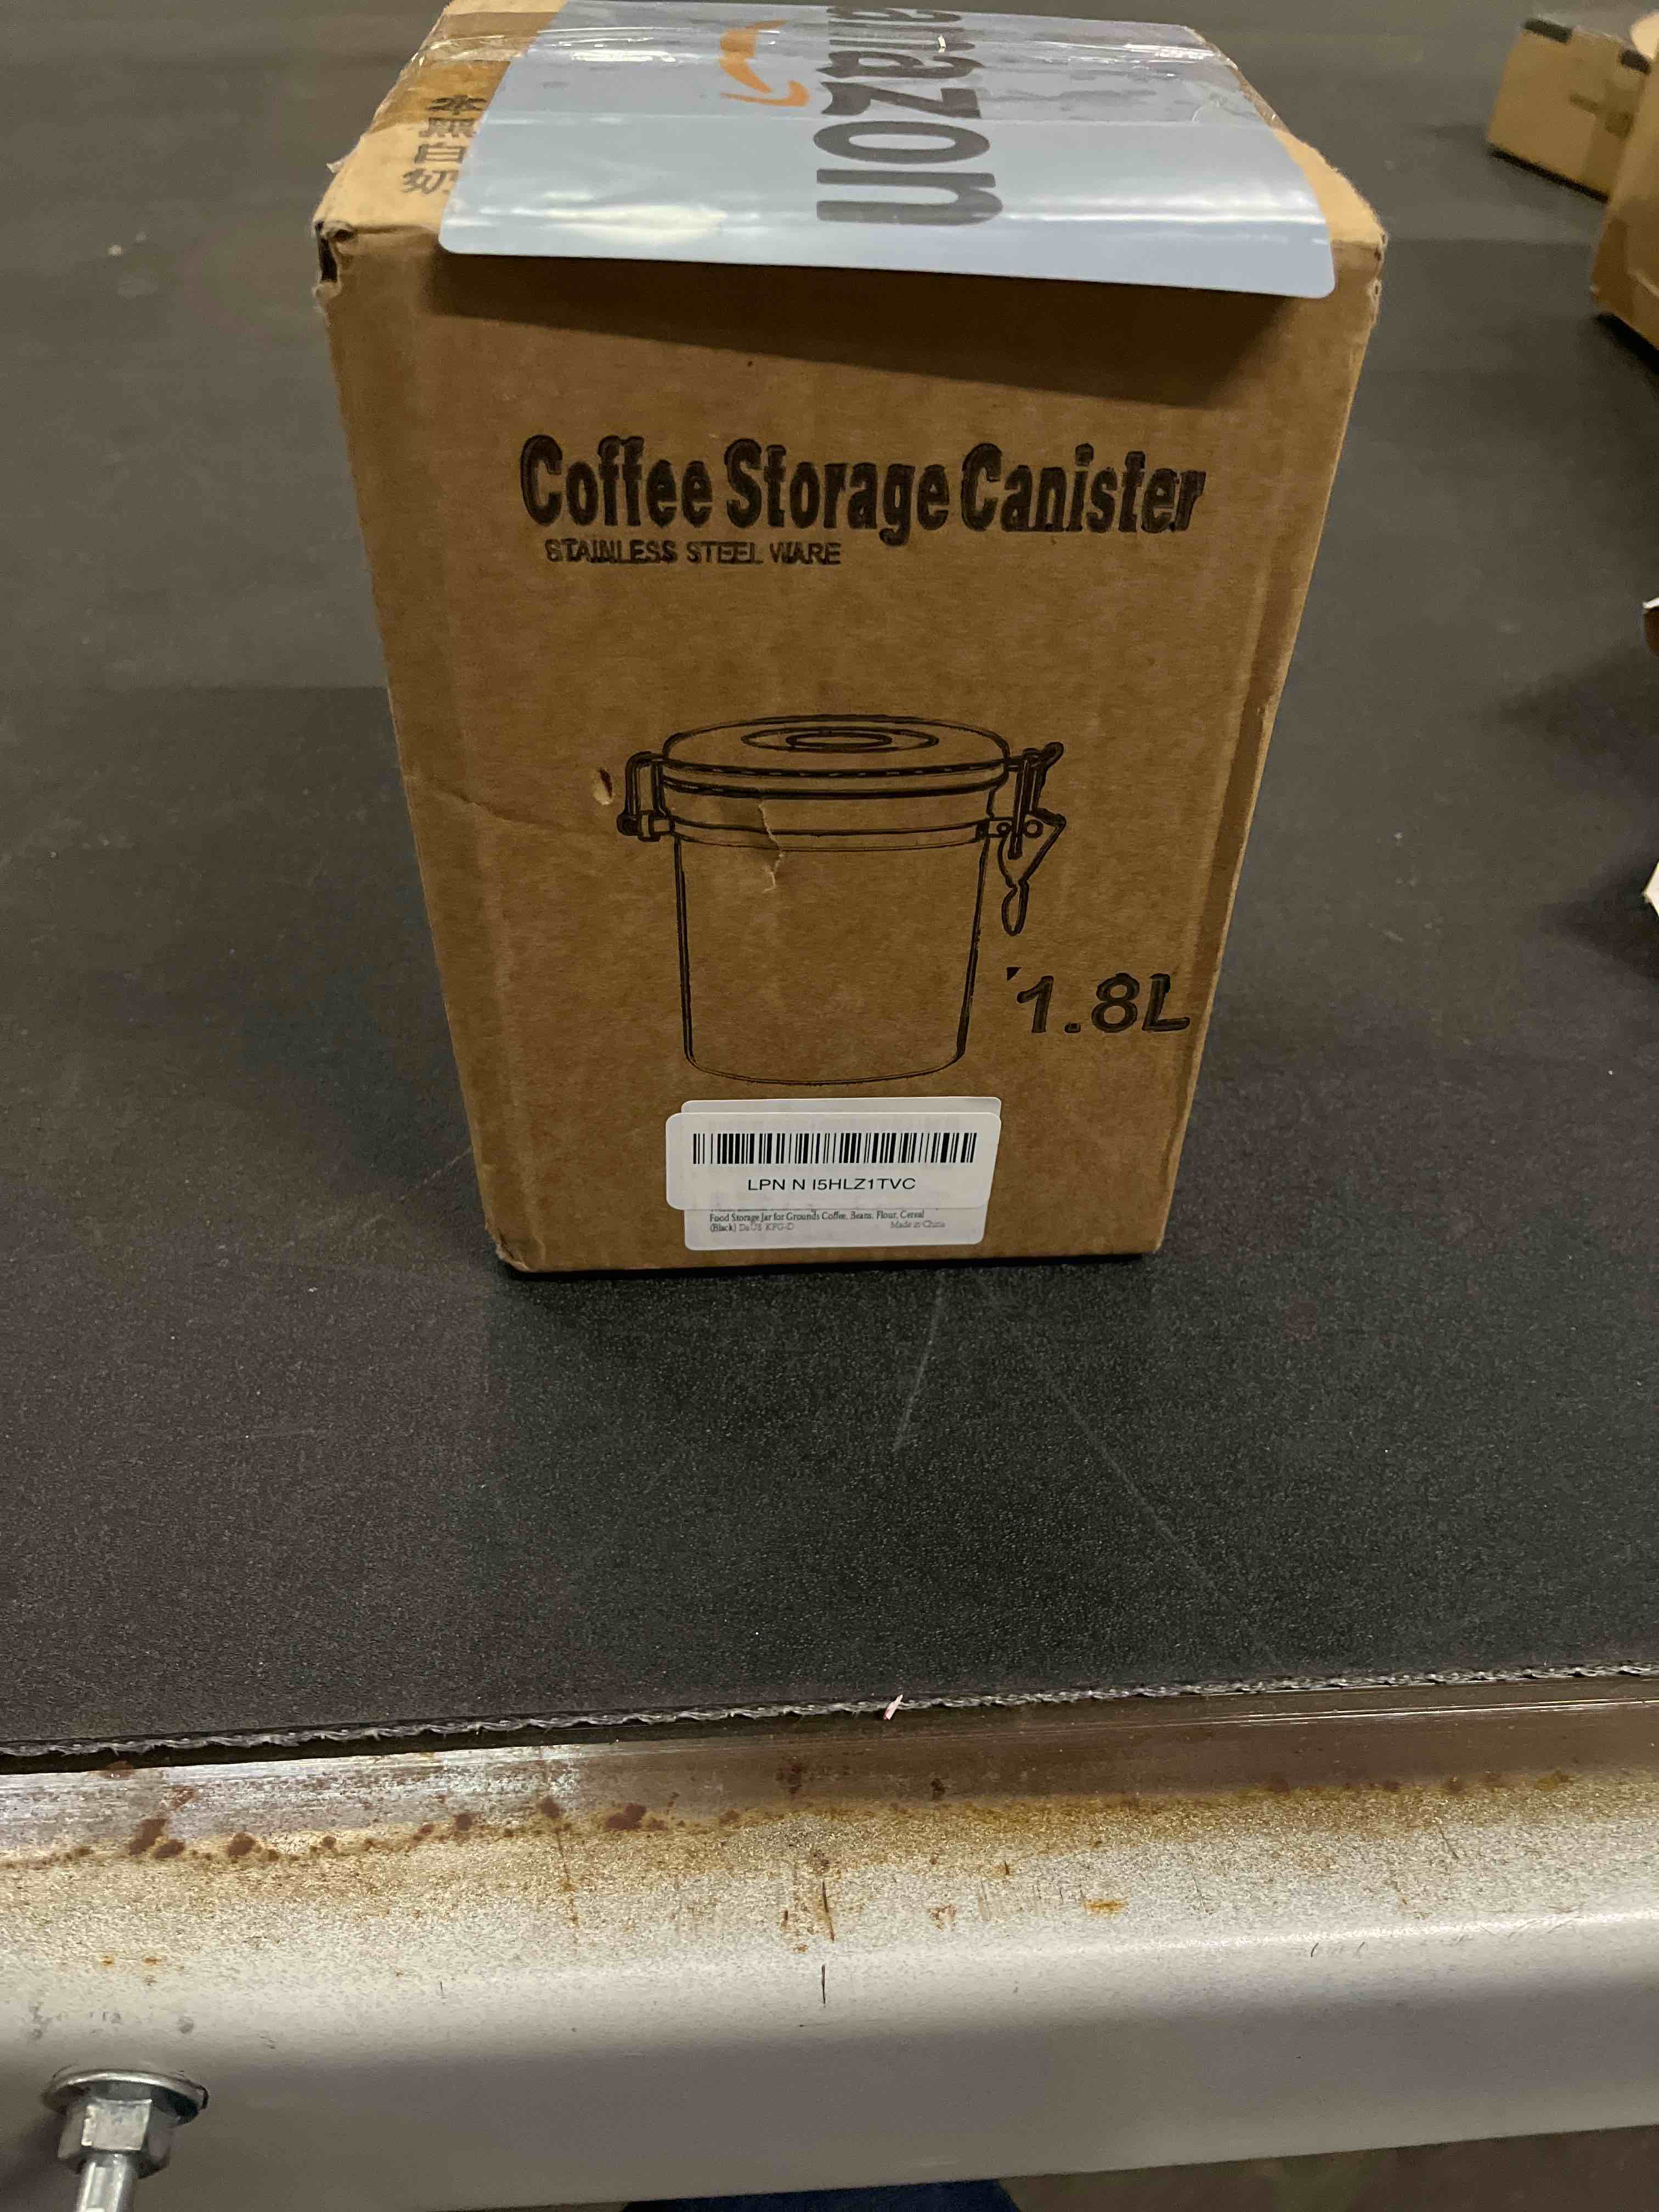 amazon
Coffee Storage Canister
STAINLESS STEEL WARE
1.8L
LPN N I5HLZ1TVC
Food Storage Jar for Grounds Coffee, Beans, Flour, Cereal
(Black)
Made in China